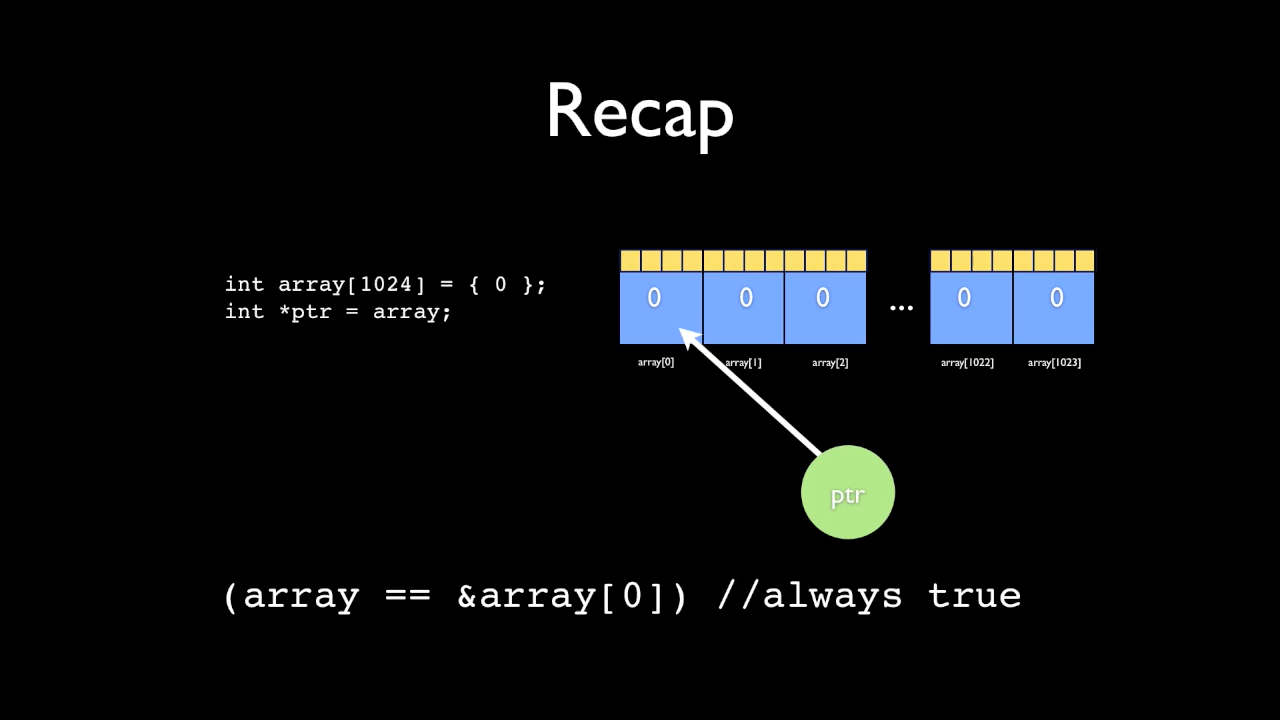 Recap
int array[1024] = { 0 };
int *ptr = array;
0 0 0 ... 0 0
array[0] array[1] array[2] array[1022] array[1023]
ptr
(array == &array[0]) //always true